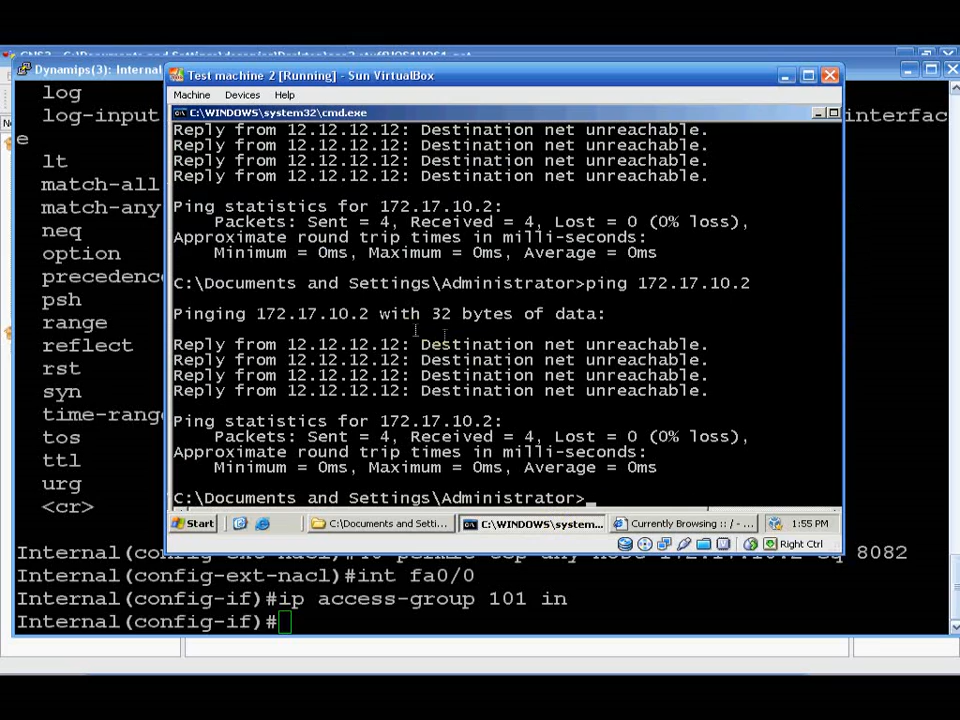 Dynamips(3): Internal
log
log-input
interfac
e
lt
match-all
match-any
neq
option
precedenc
psh
range
reflect
rst
syn
time-rang
tos
ttl
urg
<cr>
Test machine 2 [Running] - Sun VirtualBox
Machine Devices Help
C:\WINDOWS\system32\cmd.exe
Reply from 12.12.12.12: Destination net unreachable.
Reply from 12.12.12.12: Destination net unreachable.
Reply from 12.12.12.12: Destination net unreachable.
Reply from 12.12.12.12: Destination net unreachable.
Ping statistics for 172.17.10.2:
Packets: Sent = 4, Received = 4, Lost = 0 (0% loss),
Approximate round trip times in milli-seconds:
Minimum = 0ms, Maximum = 0ms, Average = 0ms
C:\Documents and Settings\Administrator>ping 172.17.10.2
Pinging 172.17.10.2 with 32 bytes of data:
Reply from 12.12.12.12: Destination net unreachable.
Reply from 12.12.12.12: Destination net unreachable.
Reply from 12.12.12.12: Destination net unreachable.
Reply from 12.12.12.12: Destination net unreachable.
Ping statistics for 172.17.10.2:
Packets: Sent = 4, Received = 4, Lost = 0 (0% loss),
Approximate round trip times in milli-seconds:
Minimum = 0ms, Maximum = 0ms, Average = 0ms
C:\Documents and Settings\Administrator>_
Start C:\Documents and Setti... C:\WINDOWS\system... Currently Browsing :: / - ... 1:55 PM
Right Ctrl
8082
Internal(config-ext-nacl)#int fa0/0
Internal(config-if)#ip access-group 101 in
Internal(config-if)#